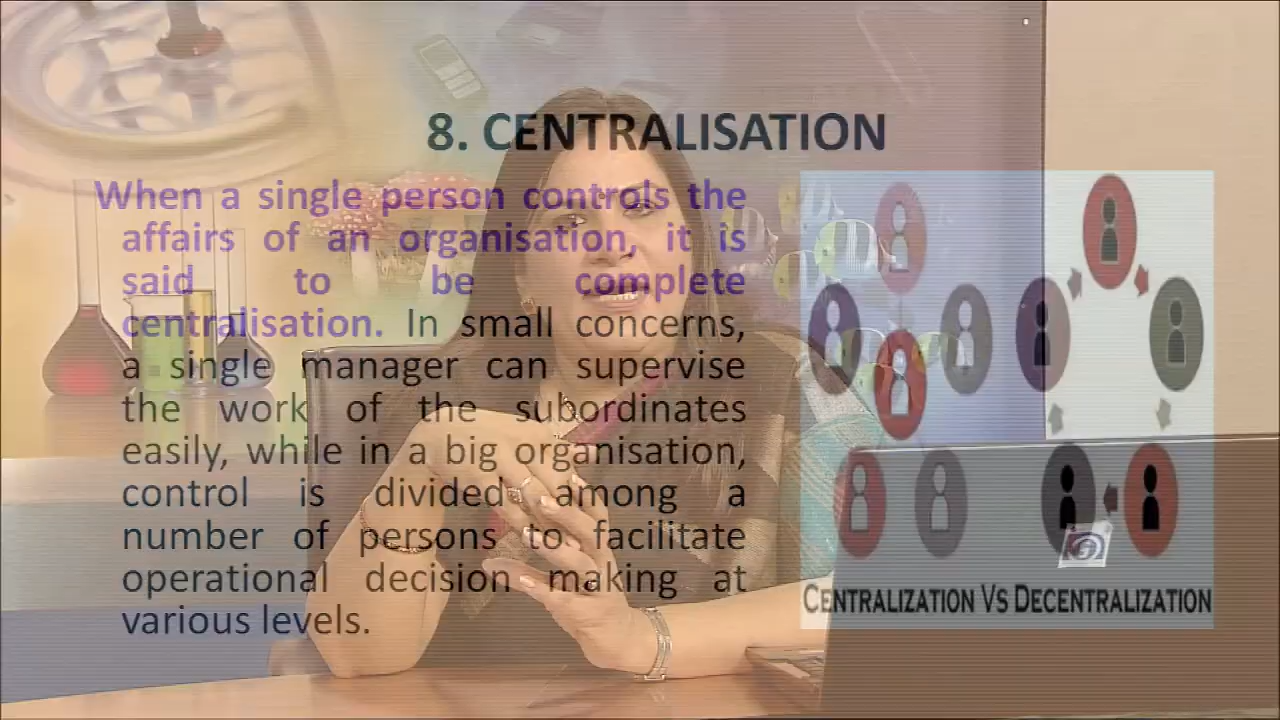 8. CENTRALISATION
When a single person controls the
affairs of an organisation, it is
said to be complete
centralisation. In small concerns,
a single manager can supervise
the work of the subordinates
easily, while in a big organisation,
control is divided among a
number of persons to facilitate
operational decision making at
various levels.
CENTRALIZATION VS DECENTRALIZATION